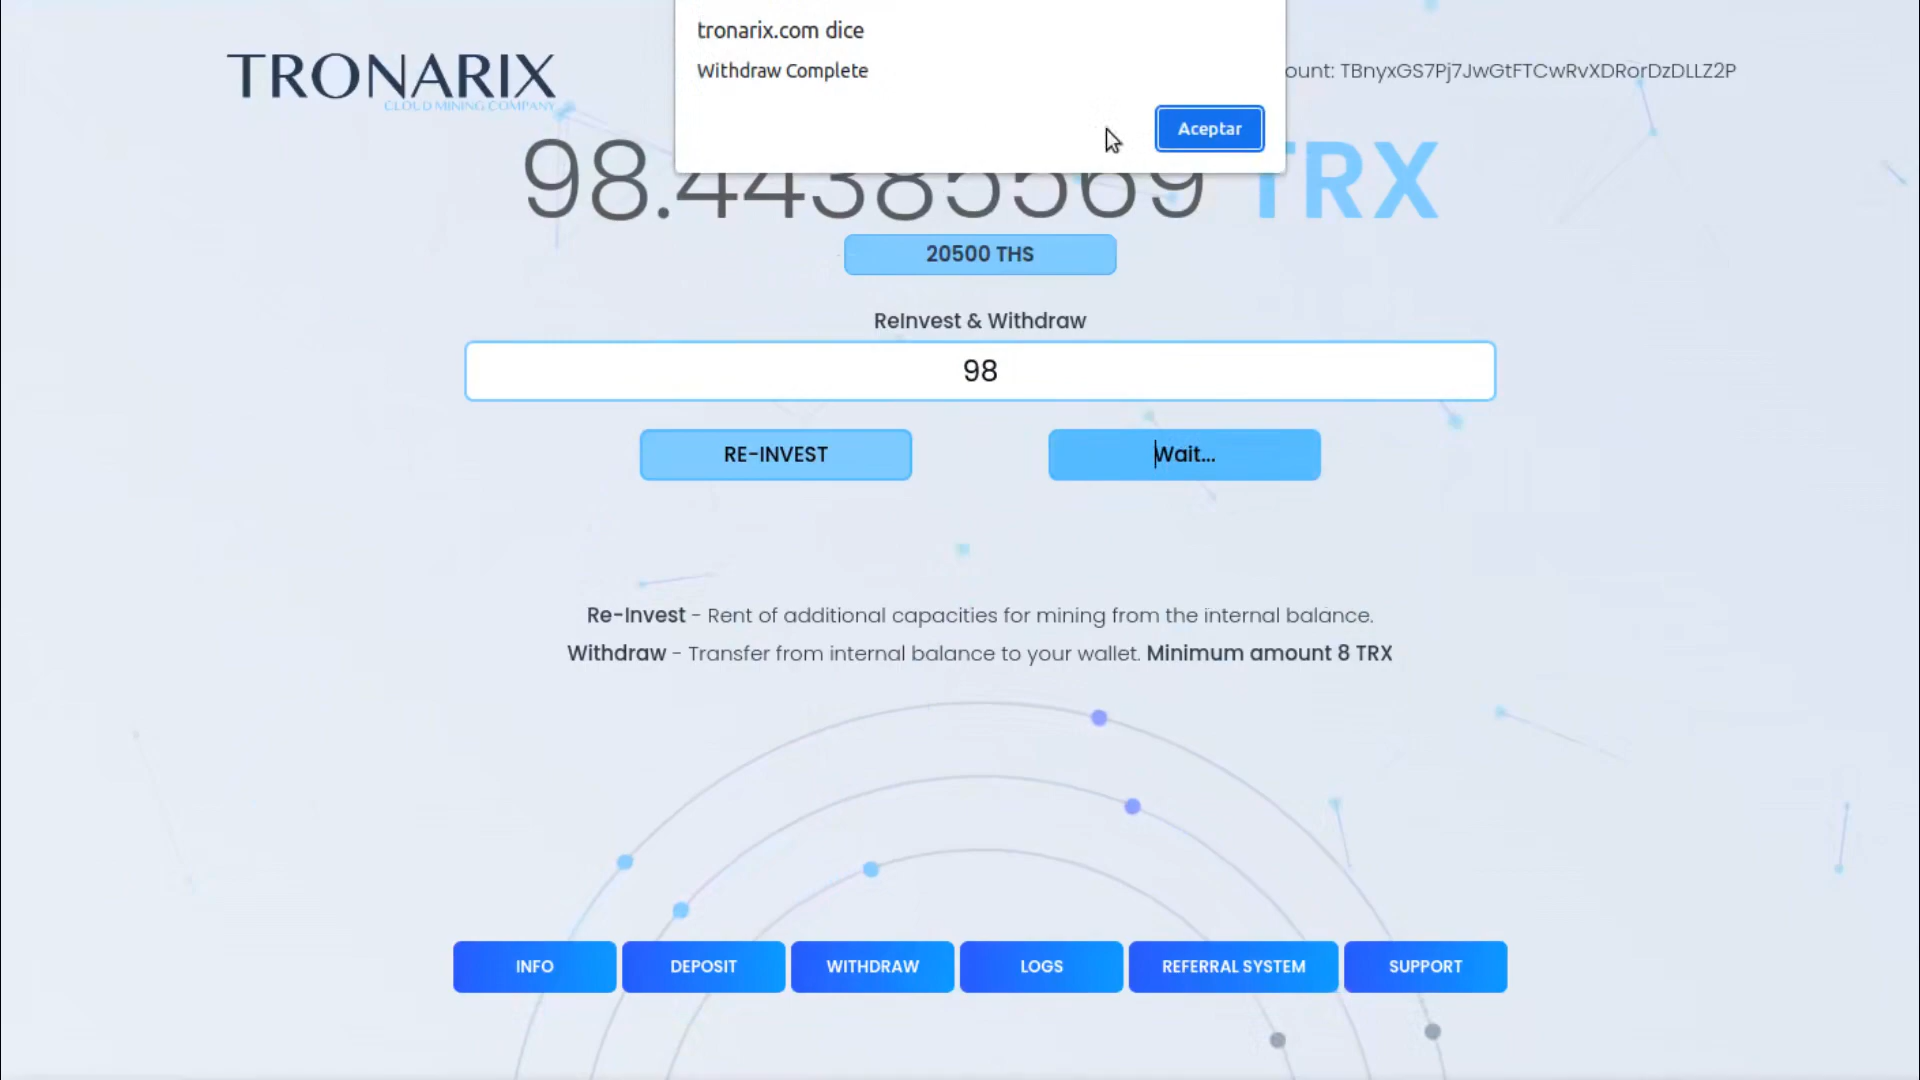 tronarix.com dice
Withdraw Complete
Aceptar
TRONARIX
CLOUD MINING COMPANY
ount: TBnyxGS7Pj7JwGtFTCwRvXDRorDzDLLZ2P
98.44385569 TRX
20500 THS
ReInvest & Withdraw
98
RE-INVEST
Wait...
Re-Invest - Rent of additional capacities for mining from the internal balance.
Withdraw - Transfer from internal balance to your wallet. Minimum amount 8 TRX
INFO
DEPOSIT
WITHDRAW
LOGS
REFERRAL SYSTEM
SUPPORT